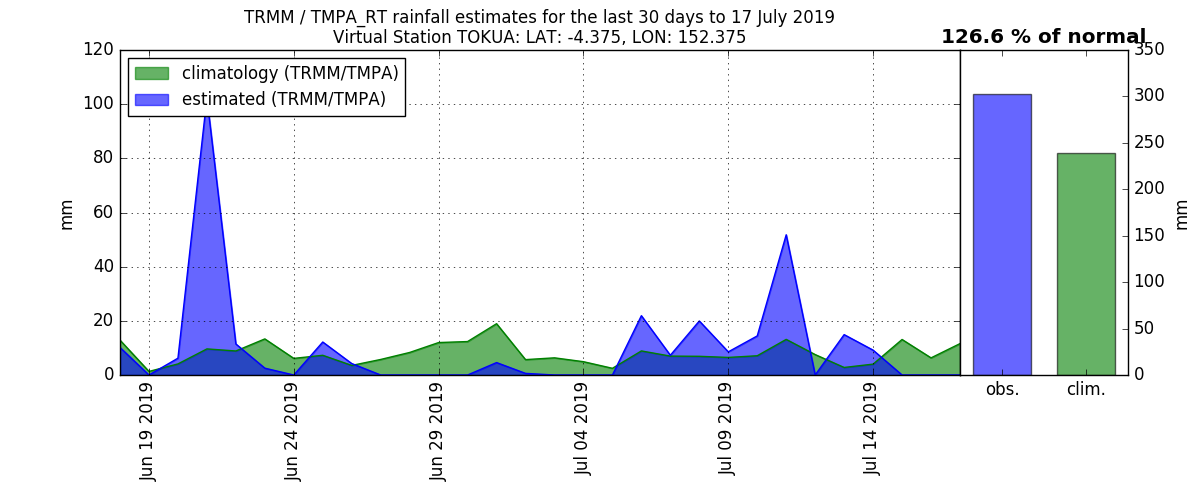 TRMM / TMPA_RT rainfall estimates for the last 30 days to 17 July 2019
Virtual Station TOKUA: LAT: -4.375, LON: 152.375
126.6 % of normal
climatology (TRMM/TMPA)
estimated (TRMM/TMPA)
mm
120
100
80
60
40
20
0
Jun 19 2019
Jun 24 2019
Jun 29 2019
Jul 04 2019
Jul 09 2019
Jul 14 2019
obs.
clim.
350
300
250
200
150
100
50
0
mm